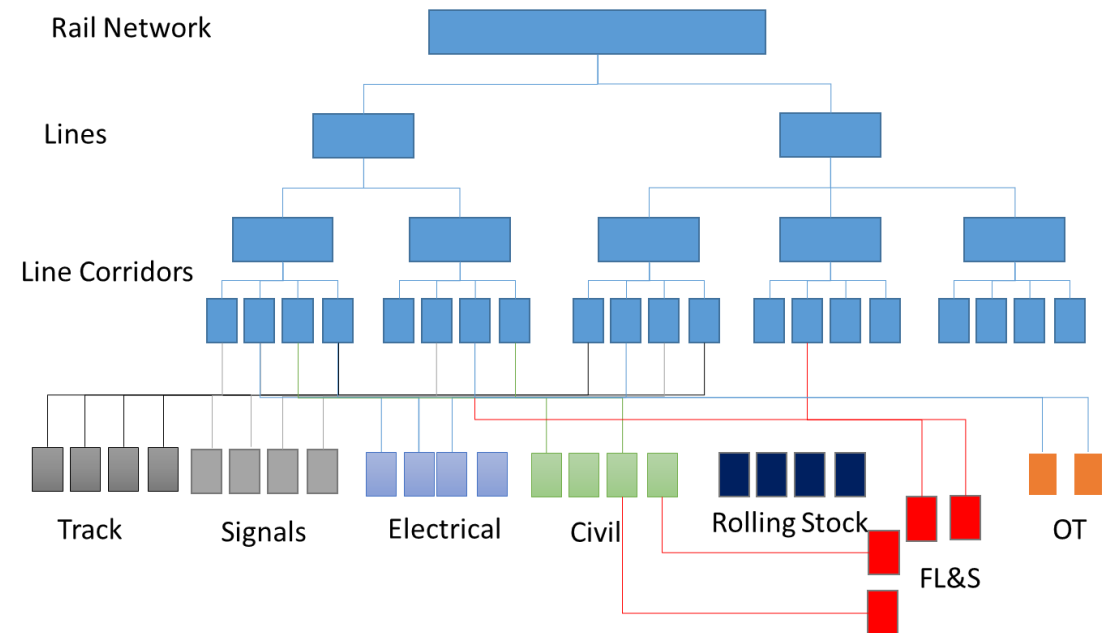 Rail Network
Lines
Line Corridors
Track
Signals
Electrical
Civil
Rolling Stock
FL&S
OT